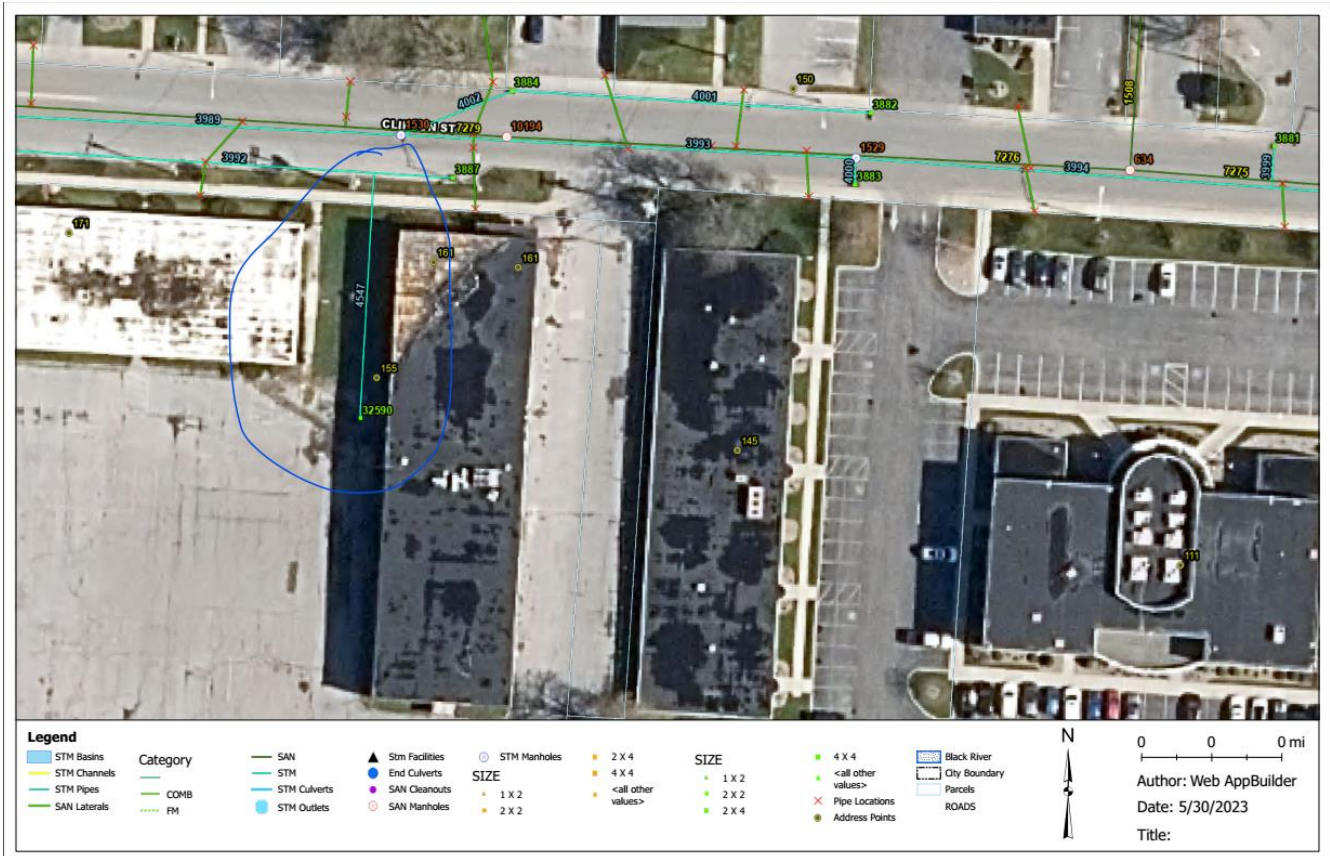 3884
150
4002
4001
1508
3882
3989
1530
7279
10194
3881
3993
1529
3992
7276
634
3999
3994
7275
3887
4000
3883
171
161
161
4547
155
32590
145
111
Legend
STM Basins
STM Channels
STM Pipes
SAN Laterals
Category
COMB
FM
SAN
STM
STM Culverts
STM Outlets
Stm Facilities
End Culverts
SAN Cleanouts
SAN Manholes
STM Manholes
SIZE
1 X 2
2 X 2
2 X 4
4 X 4
<all other
values>
SIZE
1 X 2
2 X 2
2 X 4
4 X 4
<all other
values>
Pipe Locations
Address Points
Black River
City Boundary
Parcels
ROADS
N
0 0 0 mi
Author: Web AppBuilder
Date: 5/30/2023
Title: